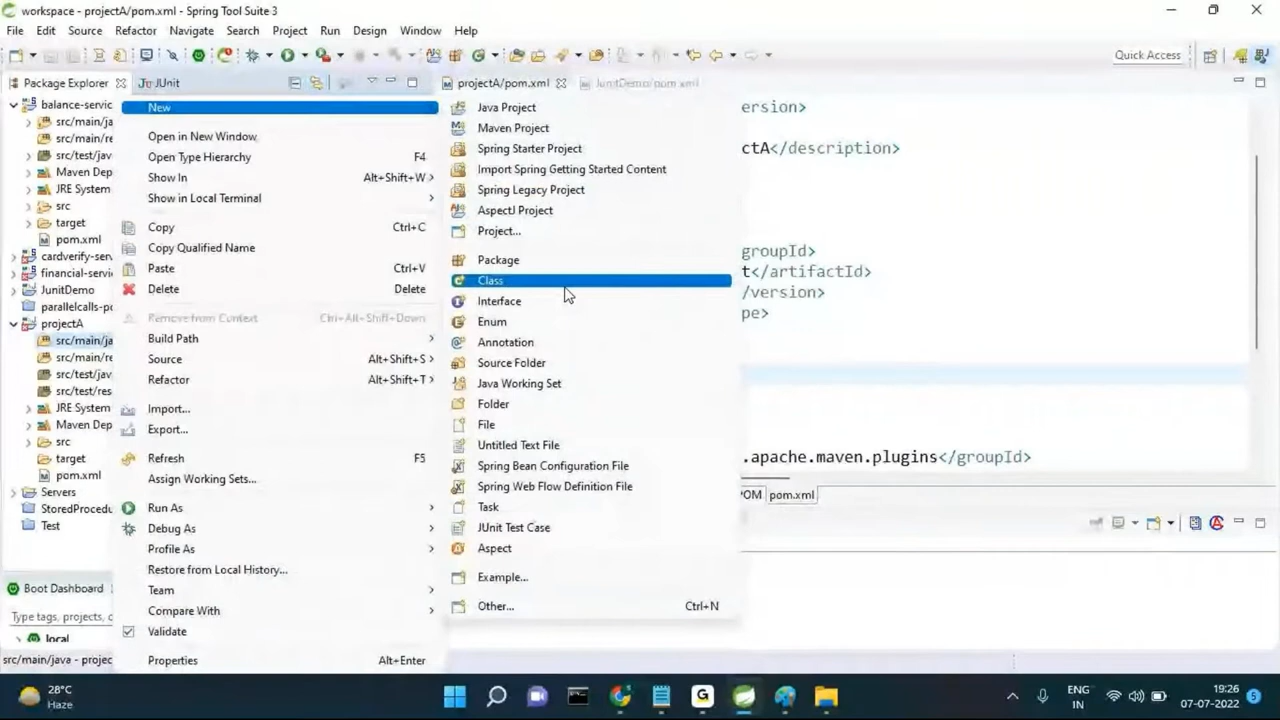 workspace - projectA/pom.xml - Spring Tool Suite 3
File Edit Source Refactor Navigate Search Project Run Design Window Help
Quick Access
Package Explorer
JUnit
projectA/pom.xml
JunitDemo/pom.xml
balance-servic
src/main/ja
src/main/re
src/test/jav
Maven Dep
JRE System
src
target
pom.xml
cardverify-serv
financial-servi
JunitDemo
parallelcalls-po
projectA
src/main/ja
src/main/re
src/test/jav
src/test/res
JRE System
Maven Dep
src
target
pom.xml
Servers
StoredProcedu
Test
New
Open in New Window
Open Type Hierarchy F4
Show In Alt+Shift+W
Show in Local Terminal
Copy Ctrl+C
Copy Qualified Name
Paste Ctrl+V
Delete Delete
Remove from Context Ctrl+Alt+Shift+Down
Build Path
Source Alt+Shift+S
Refactor Alt+Shift+T
Import...
Export...
Refresh F5
Assign Working Sets...
Run As
Debug As
Profile As
Restore from Local History...
Team
Compare With
Validate
Properties Alt+Enter
Java Project
Maven Project
Spring Starter Project
Import Spring Getting Started Content
Spring Legacy Project
AspectJ Project
Project...
Package
Class
Interface
Enum
Annotation
Source Folder
Java Working Set
Folder
File
Untitled Text File
Spring Bean Configuration File
Spring Web Flow Definition File
Task
JUnit Test Case
Aspect
Example...
Other... Ctrl+N
ersion>
ctA</description>
groupId>
t</artifactId>
/version>
pe>
.apache.maven.plugins</groupId>
POM
pom.xml
Boot Dashboard
Type tags, projects, o
local
src/main/java - projec
28°C
Haze
ENG
IN
19:26
07-07-2022
5